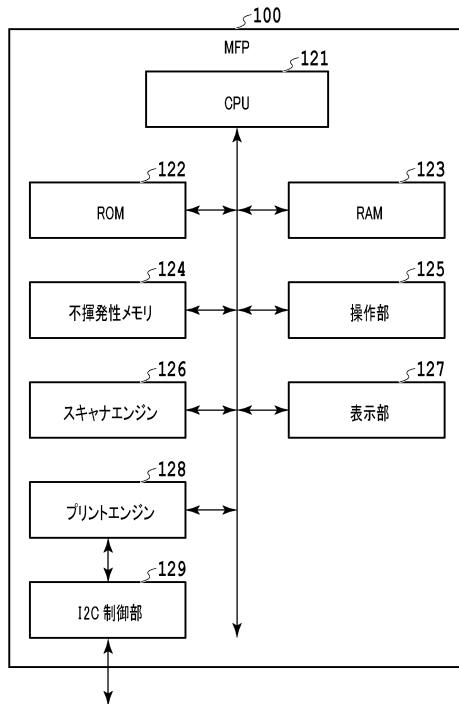 100
MFP
121
CPU
122
ROM
123
RAM
124
不揮発性メモリ
125
操作部
126
スキャナエンジン
127
表示部
128
プリントエンジン
129
I2C 制御部